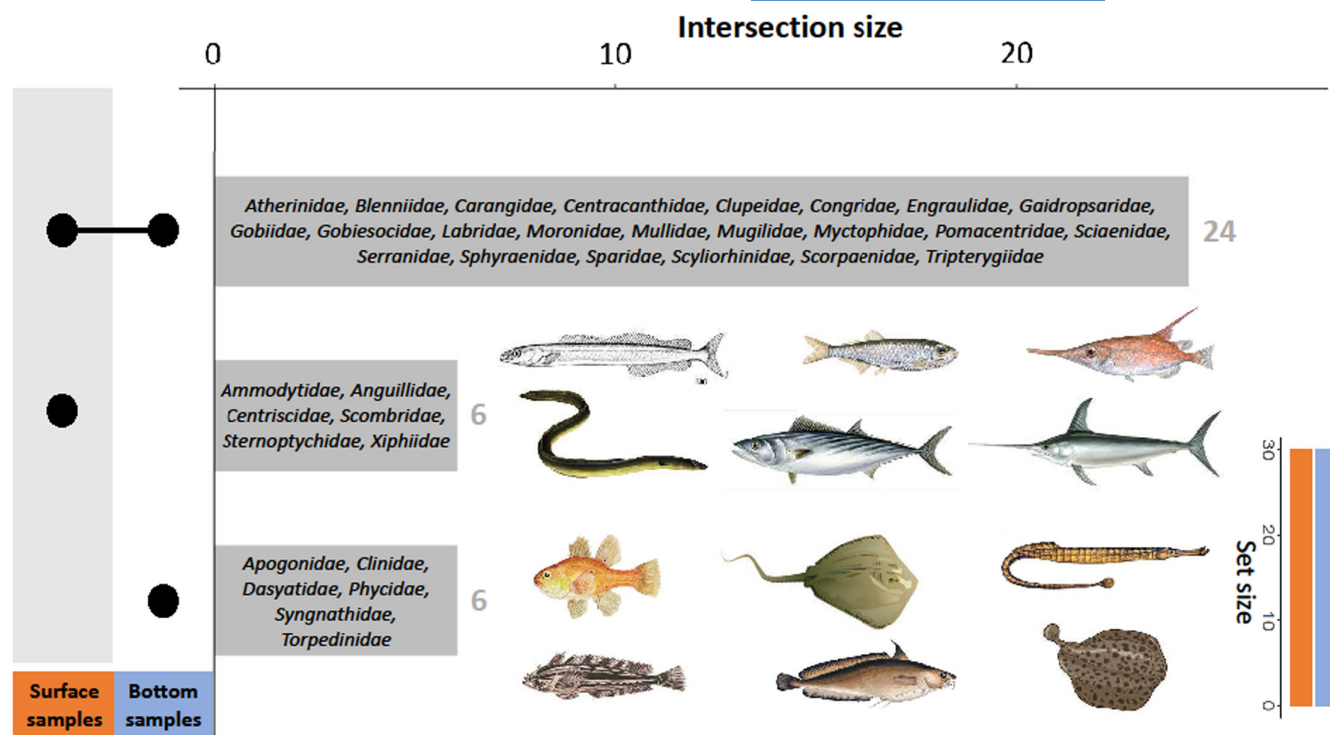 Intersection size
0 10 20
Atherinidae, Blenniidae, Carangidae, Centracanthidae, Clupeidae, Congridae, Engraulidae, Gaidropsaridae,
Gobiidae, Gobiesocidae, Labridae, Moronidae, Mullidae, Mugilidae, Myctophidae, Pomacentridae, Sciaenidae,
Serranidae, Sphyraenidae, Sparidae, Scyliorhinidae, Scorpaenidae, Tripterygiidae
24
Ammodytidae, Anguillidae,
Centriscidae, Scombridae,
Sternoptychidae, Xiphiidae
6
Apogonidae, Clinidae,
Dasyatidae, Phycidae,
Syngnathidae,
Torpedinidae
6
30
20
10
0
Set size
Surface
samples
Bottom
samples